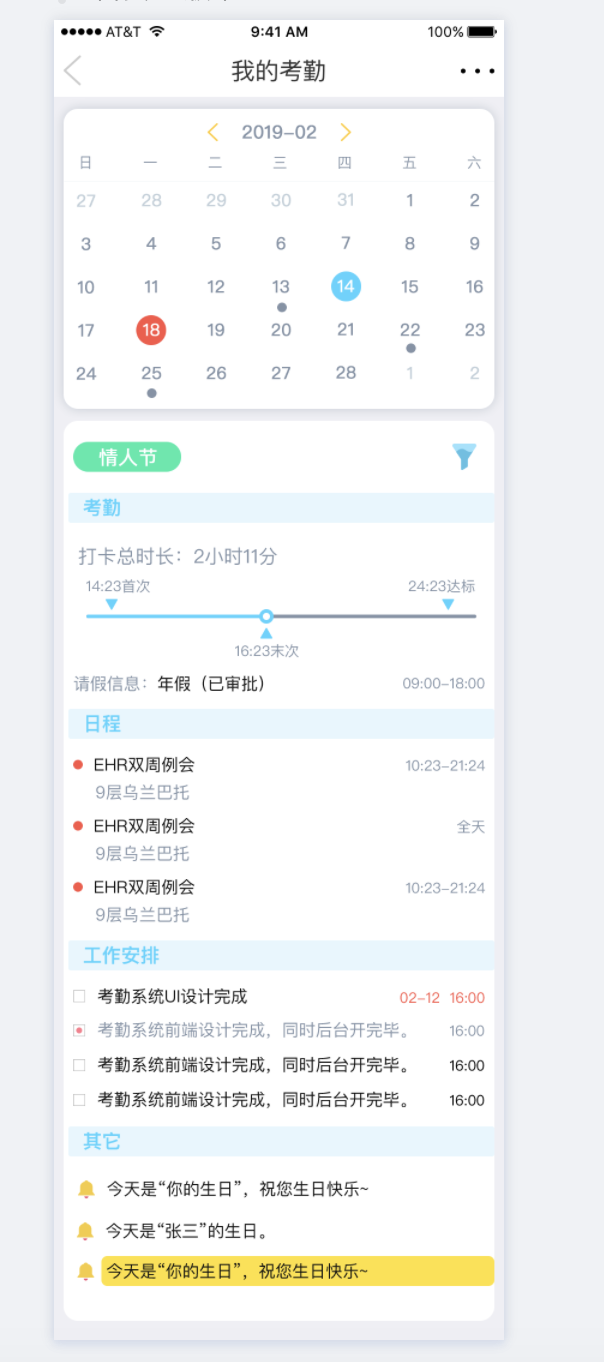 AT&T 9:41 AM 100%
我的考勤
2019-02
日 一 二 三 四 五 六
27 28 29 30 31 1 2
3 4 5 6 7 8 9
10 11 12 13 14 15 16
17 18 19 20 21 22 23
24 25 26 27 28 1 2
情人节
考勤
打卡总时长：2小时11分
14:23首次 24:23达标
16:23末次
请假信息：年假（已审批） 09:00-18:00
日程
EHR双周例会 10:23-21:24
9层乌兰巴托
EHR双周例会 全天
9层乌兰巴托
EHR双周例会 10:23-21:24
9层乌兰巴托
工作安排
考勤系统UI设计完成 02-12 16:00
考勤系统前端设计完成，同时后台开完毕。 16:00
考勤系统前端设计完成，同时后台开完毕。 16:00
考勤系统前端设计完成，同时后台开完毕。 16:00
其它
今天是“你的生日”，祝您生日快乐~
今天是“张三”的生日。
今天是“你的生日”，祝您生日快乐~